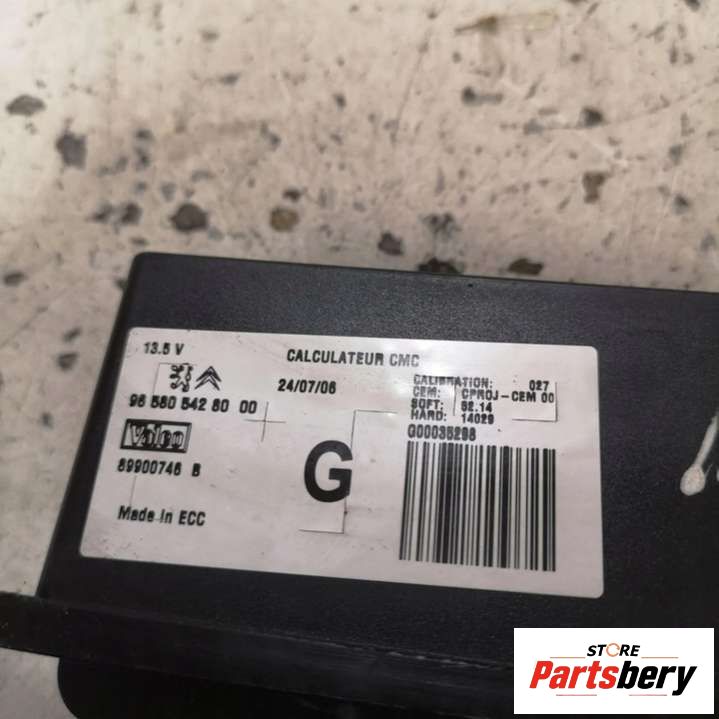 13.5 V
CALCULATEUR CMC
24/07/06
96 580 542 80 00
Valeo
89900746 B
Made in ECC
G
CALIBRATION: 027
CEM: CPROJ-CEM 00
SOFT: 52.14
HARD: 14029
G00035298
STORE
Partsbery